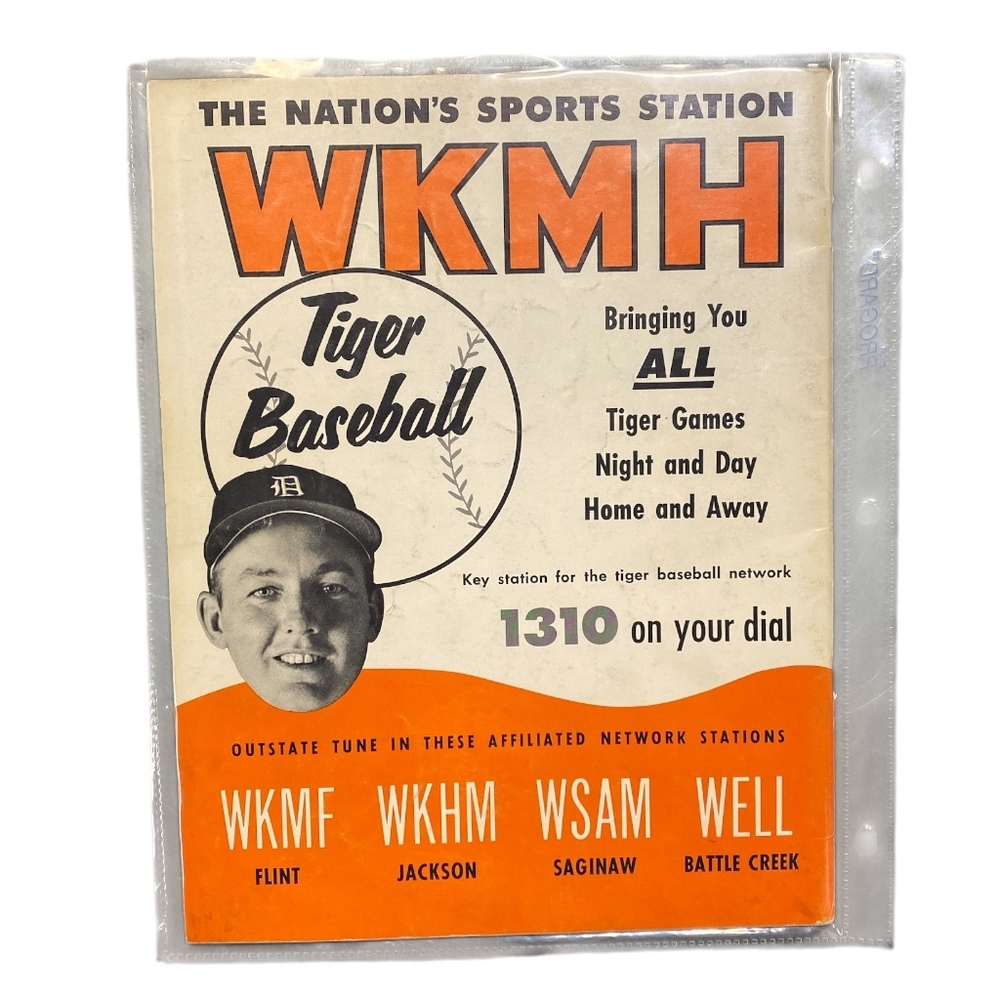 THE NATION'S SPORTS STATION
WKMH
Tiger
Baseball
D
Bringing You
ALL
Tiger Games
Night and Day
Home and Away
Key station for the tiger baseball network
1310 on your dial
OUTSTATE TUNE IN THESE AFFILIATED NETWORK STATIONS
WKMF WKHM WSAM WELL
FLINT JACKSON SAGINAW BATTLE CREEK